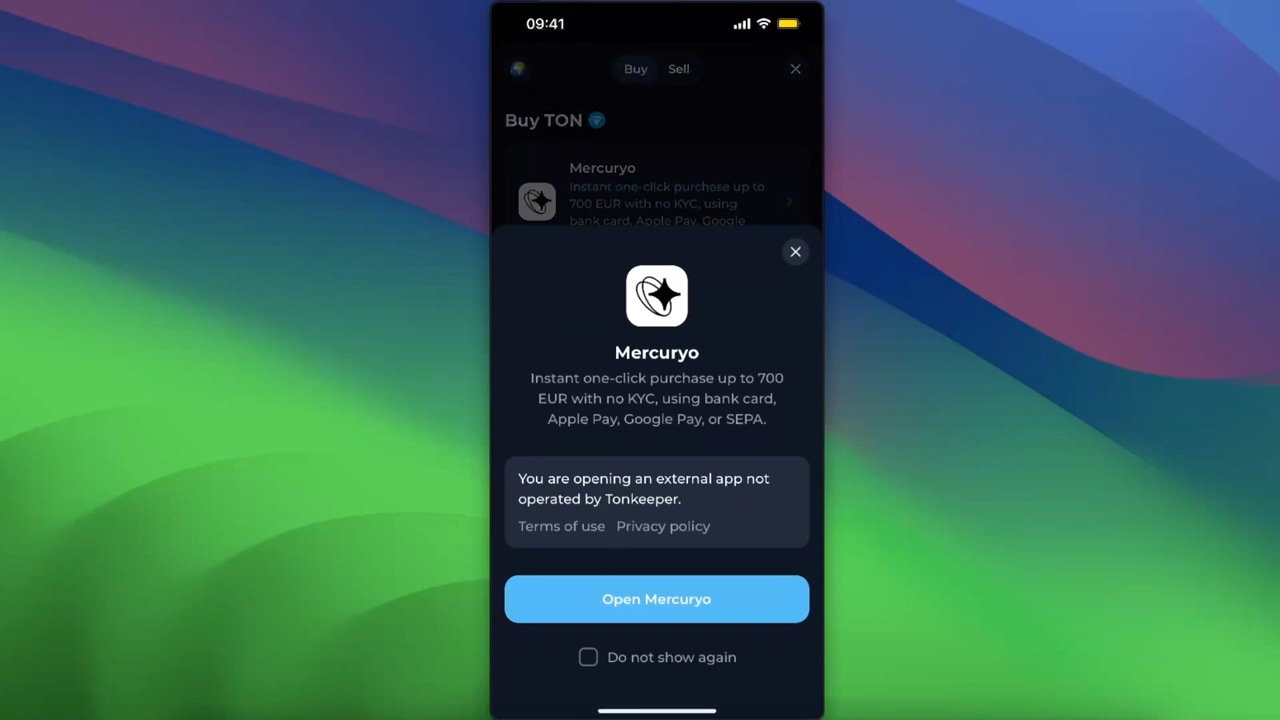 09:41
Buy Sell
Buy TON
Mercuryo
Instant one-click purchase up to
700 EUR with no KYC, using
bank card, Apple Pay, Google
Mercuryo
Instant one-click purchase up to 700
EUR with no KYC, using bank card,
Apple Pay, Google Pay, or SEPA.
You are opening an external app not
operated by Tonkeeper.
Terms of use Privacy policy
Open Mercuryo
Do not show again